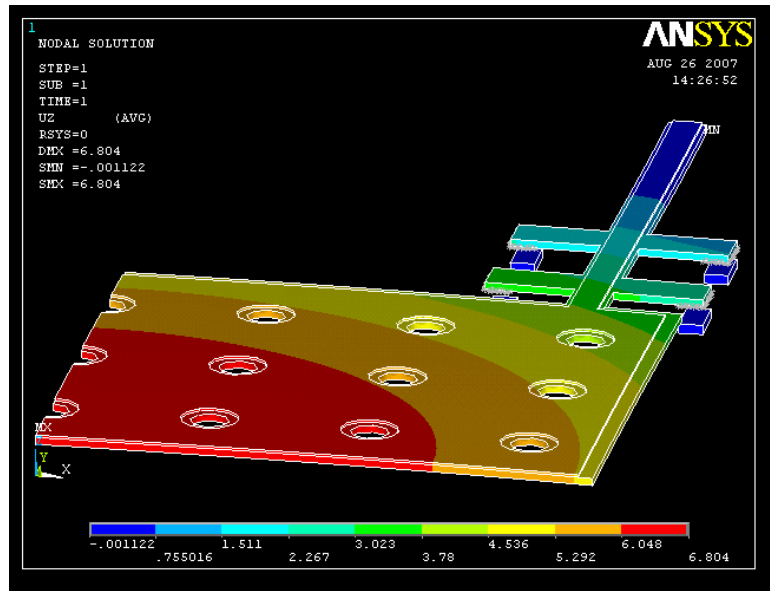 1
NODAL SOLUTION
STEP=1
SUB =1
TIME=1
UZ (AVG)
RSYS=0
DMX =6.804
SMN =-.001122
SMX =6.804
ANSYS
AUG 26 2007
14:26:52
MN
MX
Y
X
-.001122 1.511 3.023 4.536 6.048
.755016 2.267 3.78 5.292 6.804